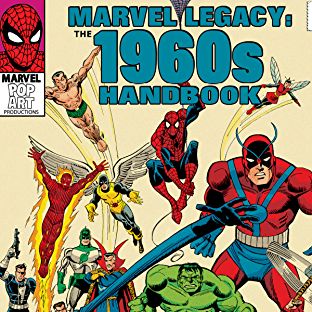 MARVEL LEGACY:
THE
1960s
HANDBOOK
MARVEL
POP
ART
PRODUCTIONS